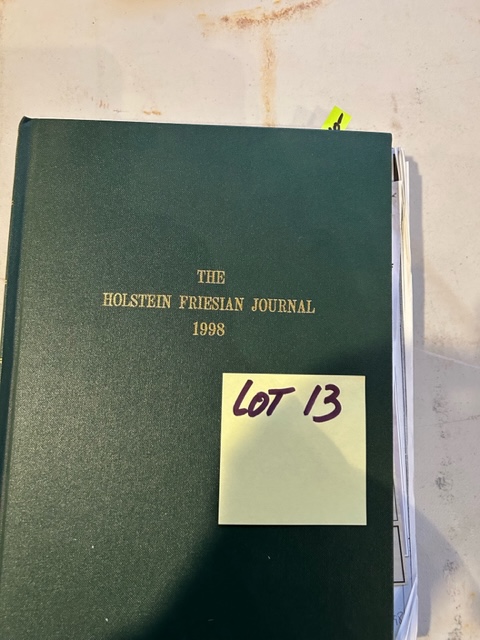 THE
HOLSTEIN FRIESIAN JOURNAL
1998
LOT 13